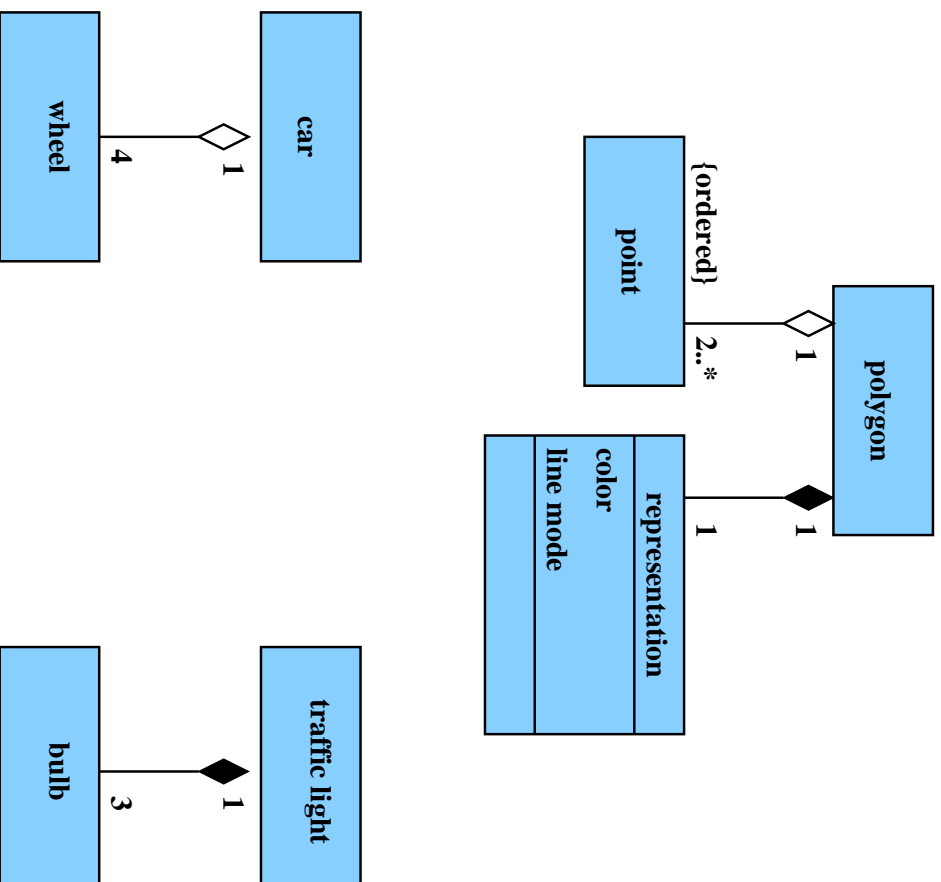 polygon
1
1
{ordered}
2..*
1
point
representation
color
line mode
car
traffic light
1
1
4
3
wheel
bulb